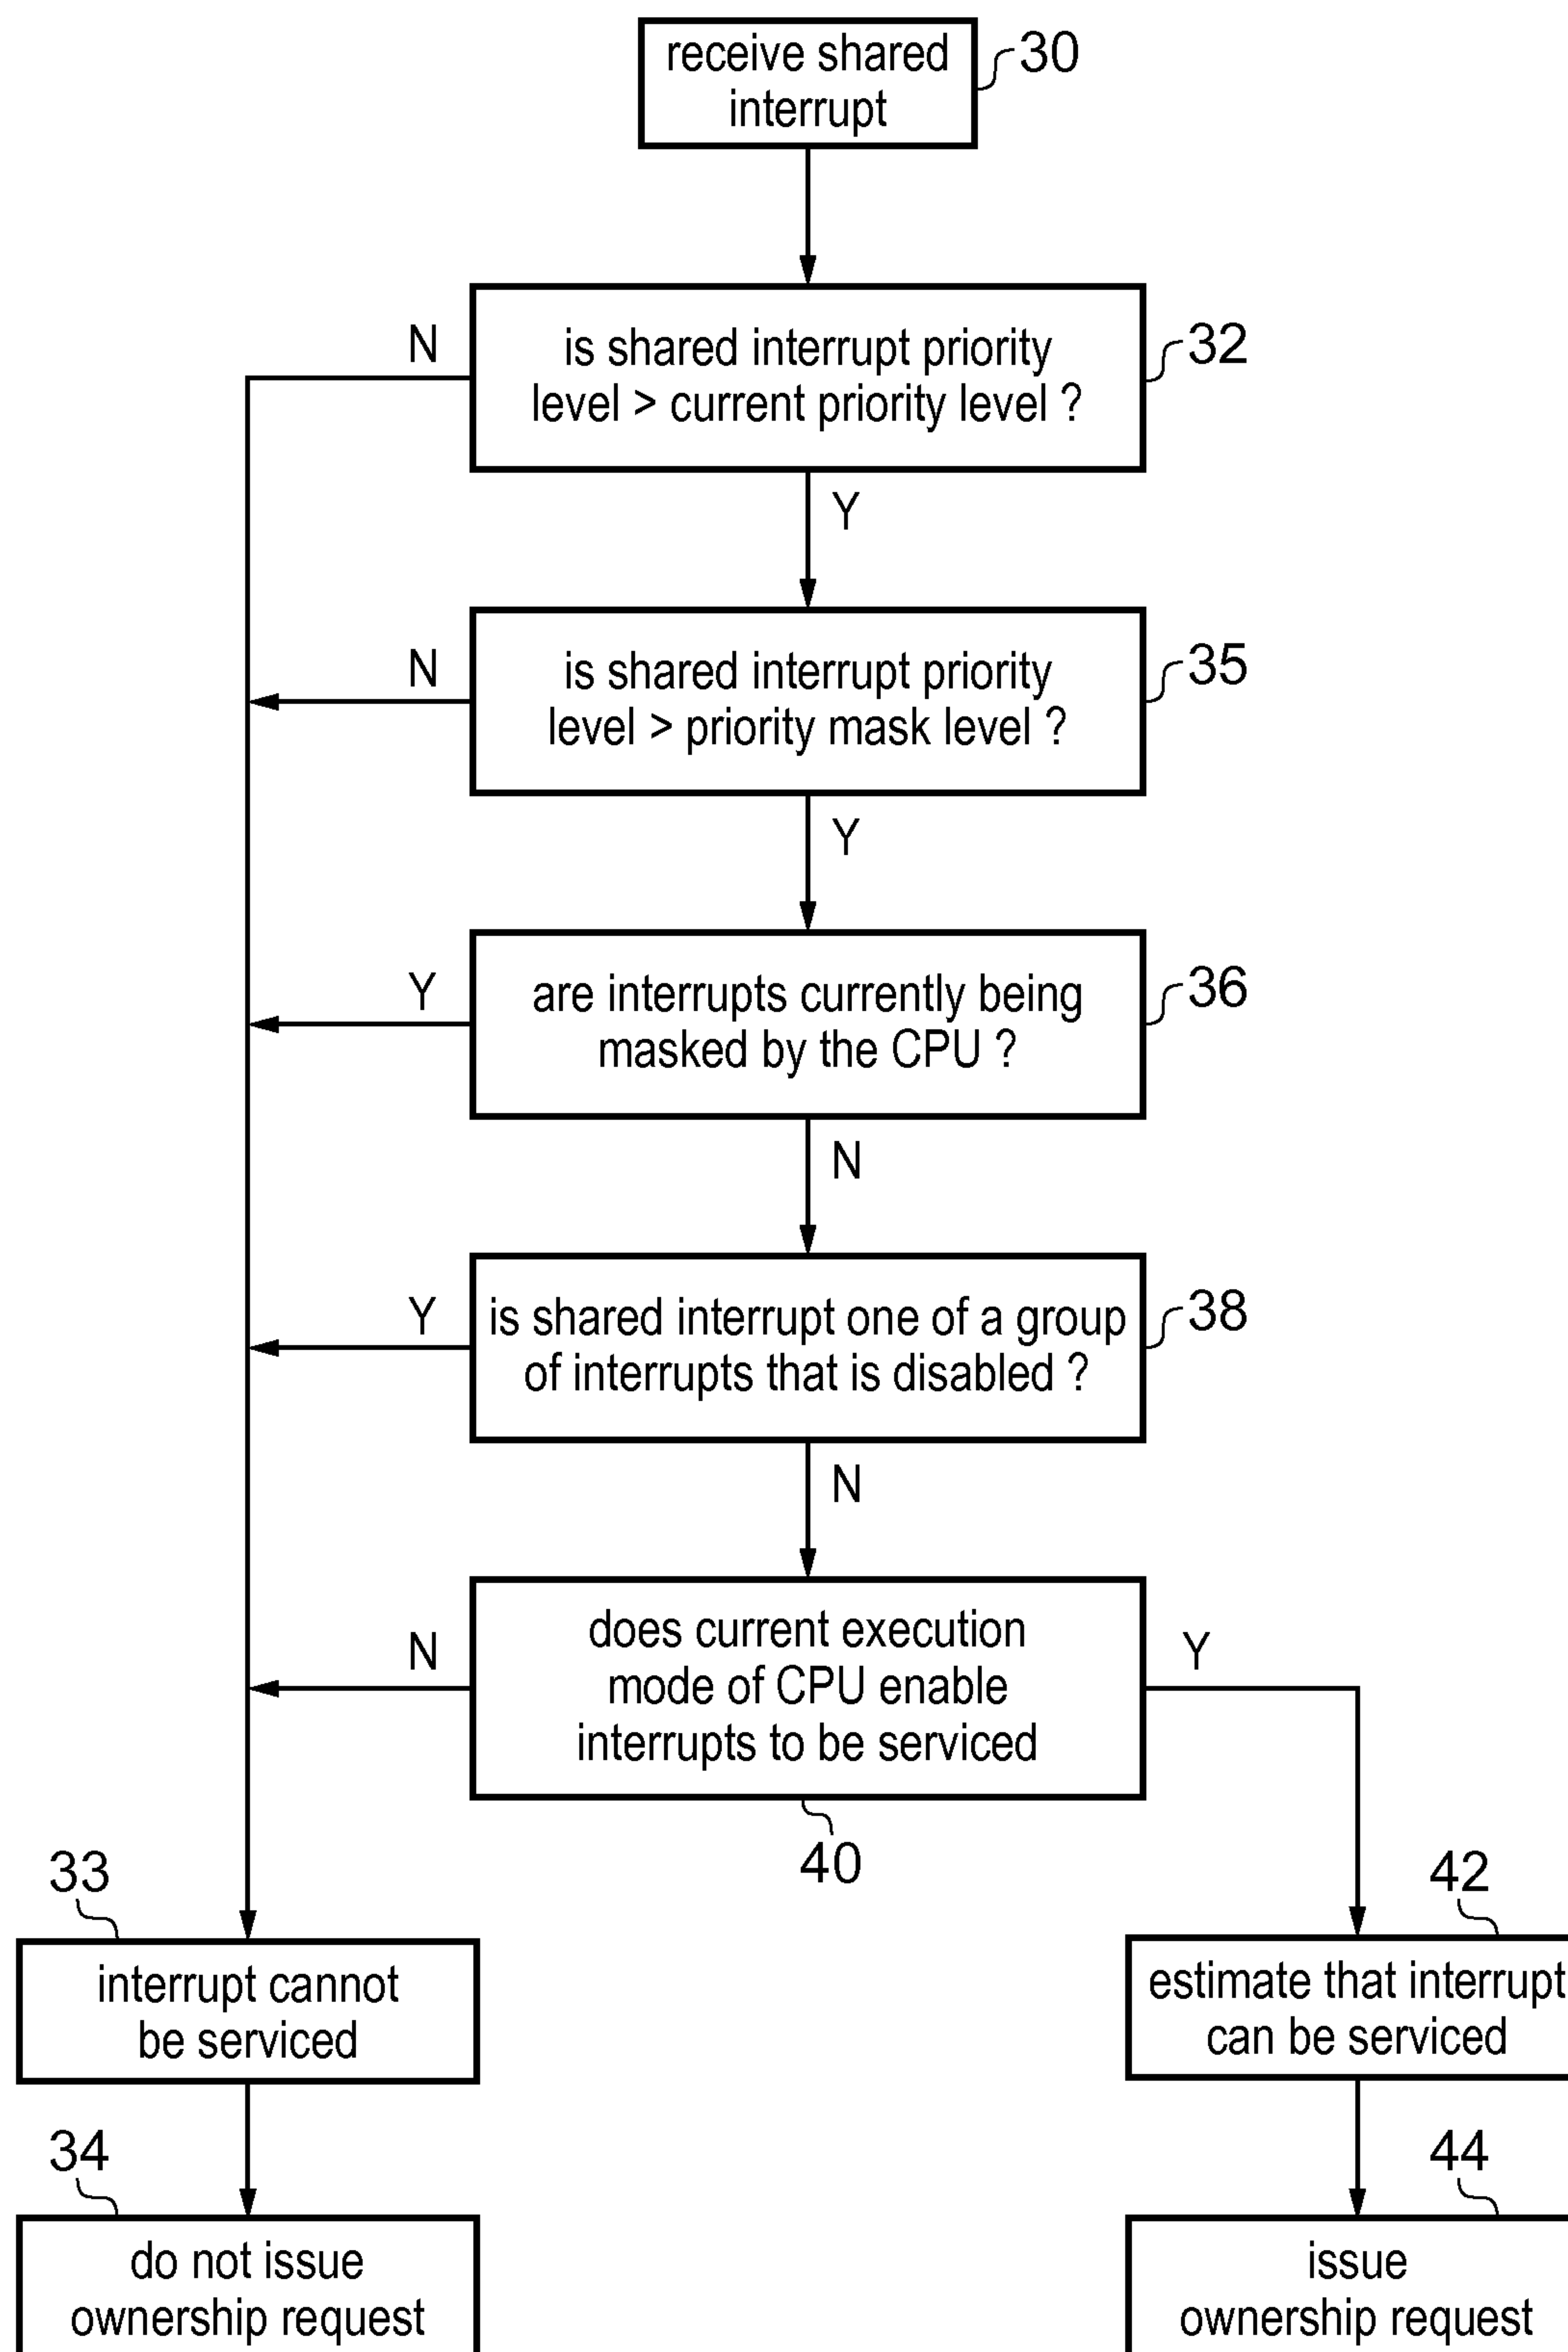 receive shared
interrupt
30
N
is shared interrupt priority
level > current priority level ?
32
Y
N
is shared interrupt priority
level > priority mask level ?
35
Y
Y
are interrupts currently being
masked by the CPU ?
36
N
Y
is shared interrupt one of a group
of interrupts that is disabled ?
38
N
N
does current execution
mode of CPU enable
interrupts to be serviced
Y
40
33
interrupt cannot
be serviced
42
estimate that interrupt
can be serviced
34
do not issue
ownership request
44
issue
ownership request